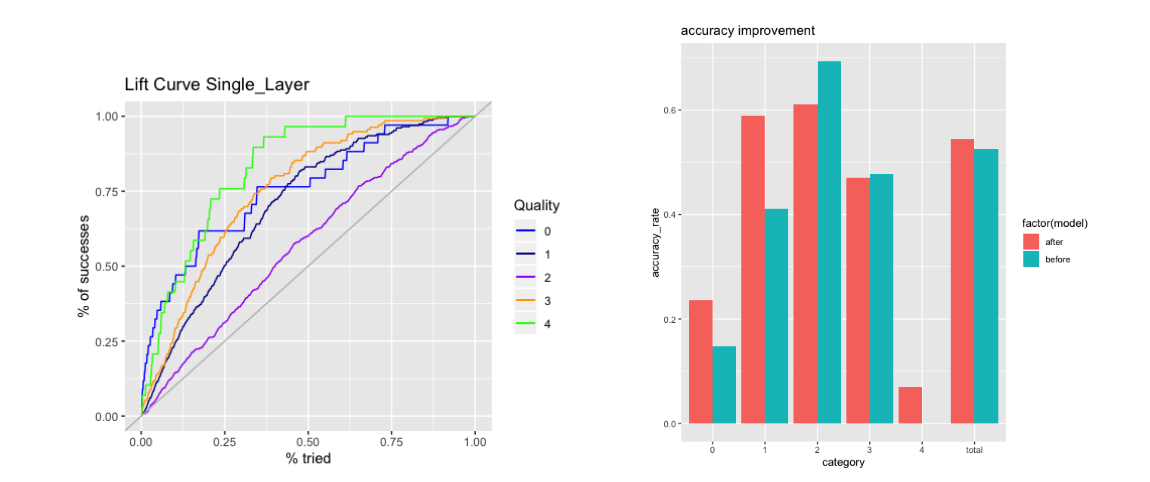 Lift Curve Single_Layer
% of successes
1.00
0.75
0.50
0.25
0.00
0.00 0.25 0.50 0.75 1.00
% tried
Quality
0
1
2
3
4
accuracy improvement
accuracy_rate
0.6
0.4
0.2
0.0
0 1 2 3 4 total
category
factor(model)
after
before